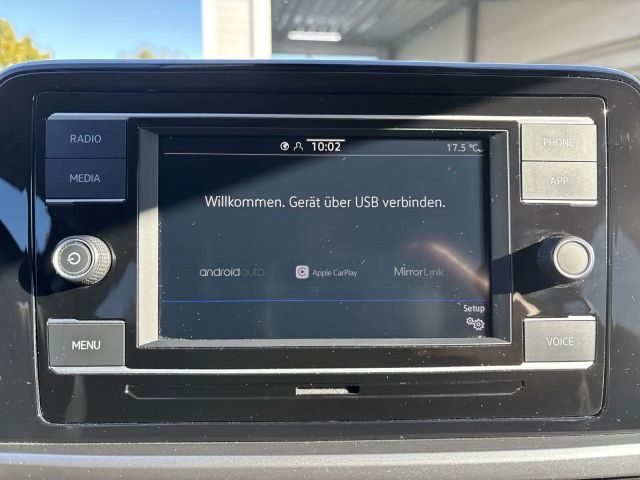 RADIO
MEDIA
MENU
10:02
17.5 °C
Willkommen. Gerät über USB verbinden.
androidauto
Apple CarPlay
MirrorLink
Setup
PHONE
APP
VOICE